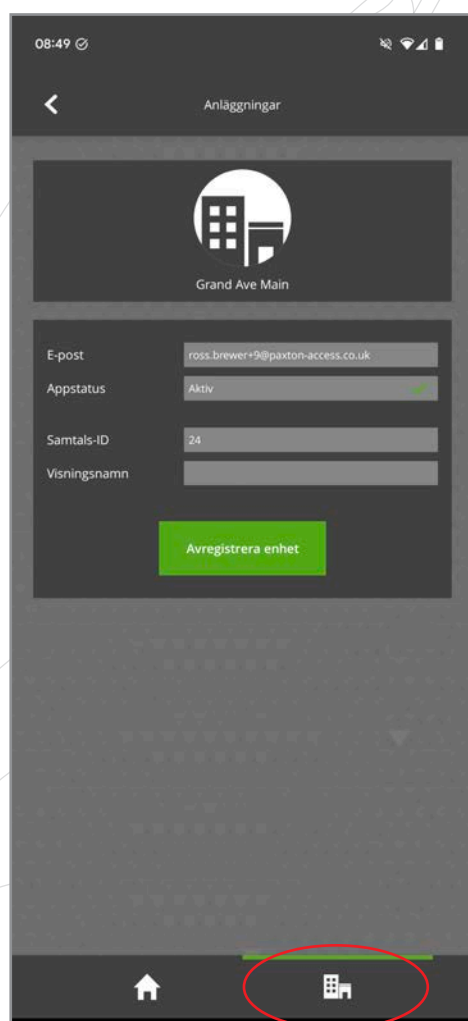 08:49
Anläggningar
Grand Ave Main
E-post ross.brewer+9@paxton-access.co.uk
Appstatus Aktiv
Samtals-ID 24
Visningsnamn
Avregistrera enhet